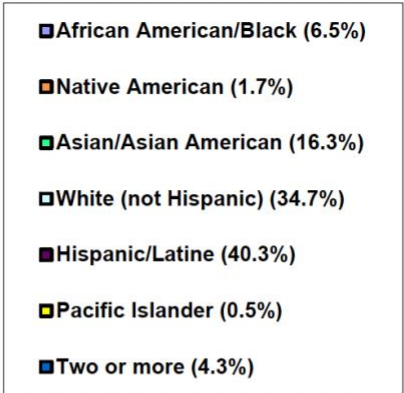 African American/Black (6.5%)
Native American (1.7%)
Asian/Asian American (16.3%)
White (not Hispanic) (34.7%)
Hispanic/Latine (40.3%)
Pacific Islander (0.5%)
Two or more (4.3%)